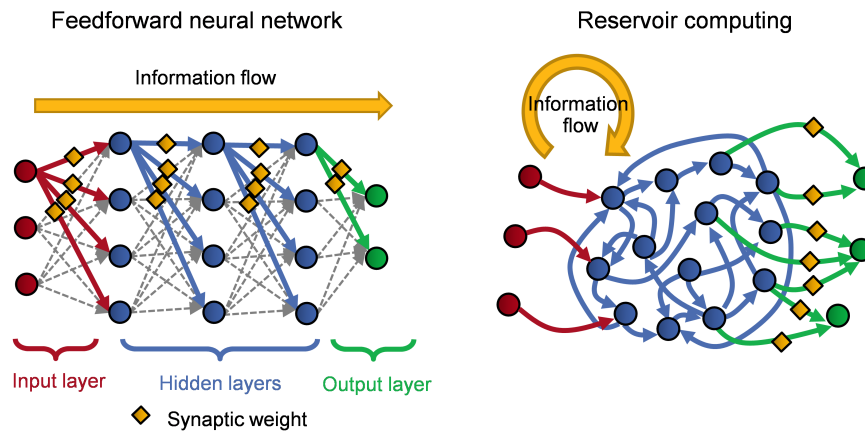 Feedforward neural network
Reservoir computing
Information flow
Information
flow
Input layer
Hidden layers
Output layer
Synaptic weight